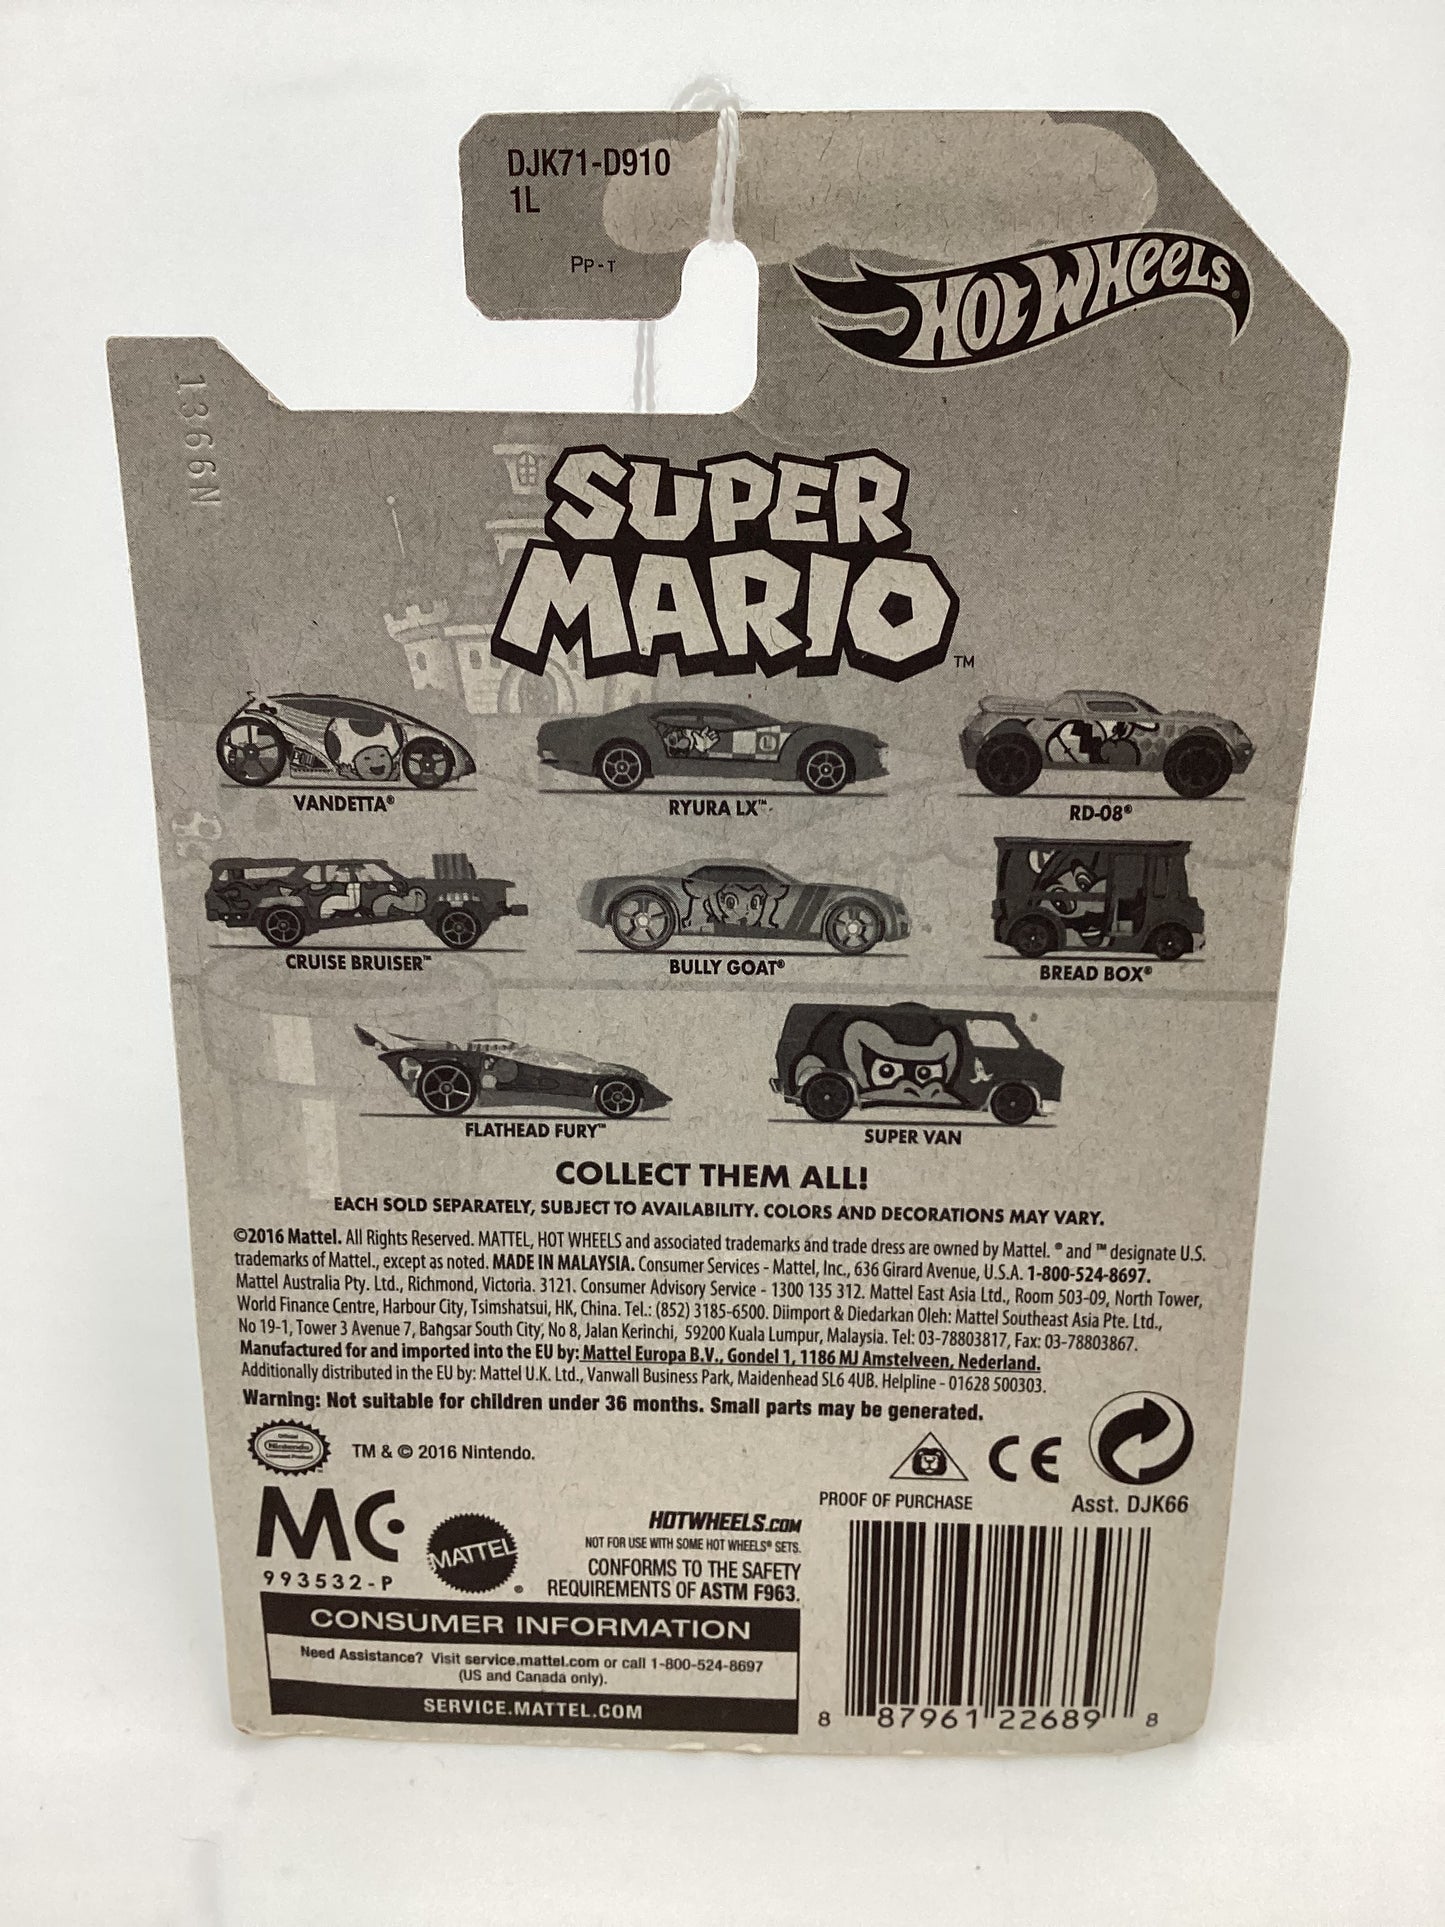 DJK71-D910
1L
PP-T
HOT WHEELS®
1366N
SUPER
MARIO™
VANDETTA®
RYURA LX™
RD-08®
CRUISE BRUISER™
BULLY GOAT®
BREAD BOX®
FLATHEAD FURY™
SUPER VAN
COLLECT THEM ALL!
EACH SOLD SEPARATELY, SUBJECT TO AVAILABILITY. COLORS AND DECORATIONS MAY VARY.
©2016 Mattel. All Rights Reserved. MATTEL, HOT WHEELS and associated trademarks and trade dress are owned by Mattel. ® and ™ designate U.S.
trademarks of Mattel., except as noted. MADE IN MALAYSIA. Consumer Services - Mattel, Inc., 636 Girard Avenue, U.S.A. 1-800-524-8697.
Mattel Australia Pty. Ltd., Richmond, Victoria. 3121. Consumer Advisory Service - 1300 135 312. Mattel East Asia Ltd., Room 503-09, North Tower,
World Finance Centre, Harbour City, Tsimshatsui, HK, China. Tel.: (852) 3185-6500. Diimport & Diedarkan Oleh: Mattel Southeast Asia Pte. Ltd.,
No 19-1, Tower 3 Avenue 7, Bangsar South City, No 8, Jalan Kerinchi, 59200 Kuala Lumpur, Malaysia. Tel: 03-78803817, Fax: 03-78803867.
Manufactured for and imported into the EU by: Mattel Europa B.V., Gondel 1, 1186 MJ Amstelveen, Nederland.
Additionally distributed in the EU by: Mattel U.K. Ltd., Vanwall Business Park, Maidenhead SL6 4UB. Helpline - 01628 500303.
Warning: Not suitable for children under 36 months. Small parts may be generated.
Official
Nintendo
Licensed Product
TM & © 2016 Nintendo.
CE
PROOF OF PURCHASE
Asst. DJK66
MC
993532-P
MATTEL®
HOTWHEELS.COM
NOT FOR USE WITH SOME HOT WHEELS® SETS.
CONFORMS TO THE SAFETY
REQUIREMENTS OF ASTM F963.
CONSUMER INFORMATION
Need Assistance? Visit service.mattel.com or call 1-800-524-8697
(US and Canada only).
SERVICE.MATTEL.COM
8 87961 22689 8